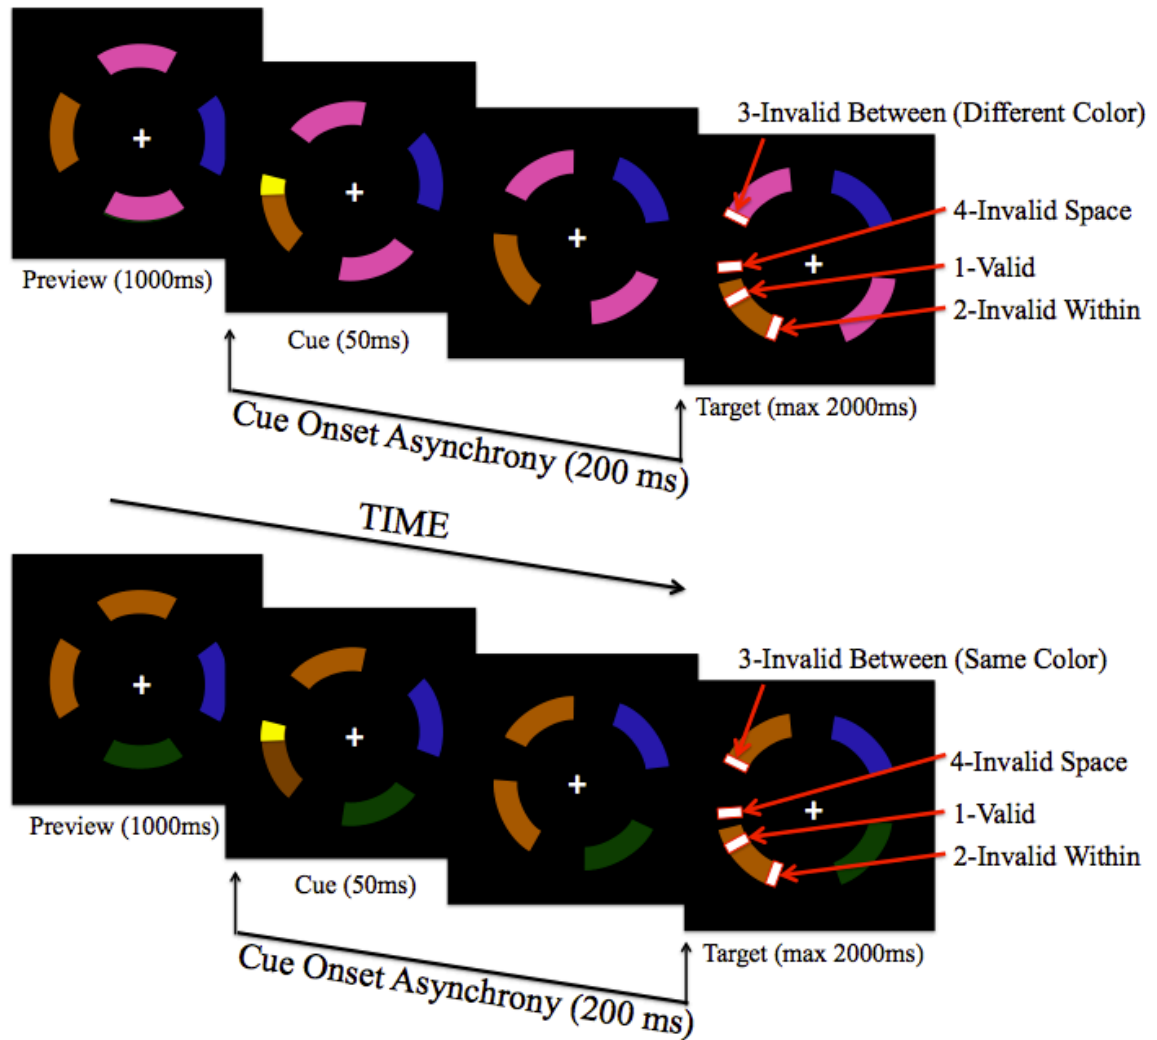 3-Invalid Between (Different Color)
4-Invalid Space
1-Valid
2-Invalid Within
Preview (1000ms)
Cue (50ms)
Target (max 2000ms)
Cue Onset Asynchrony (200 ms)
TIME
3-Invalid Between (Same Color)
4-Invalid Space
1-Valid
2-Invalid Within
Preview (1000ms)
Cue (50ms)
Target (max 2000ms)
Cue Onset Asynchrony (200 ms)